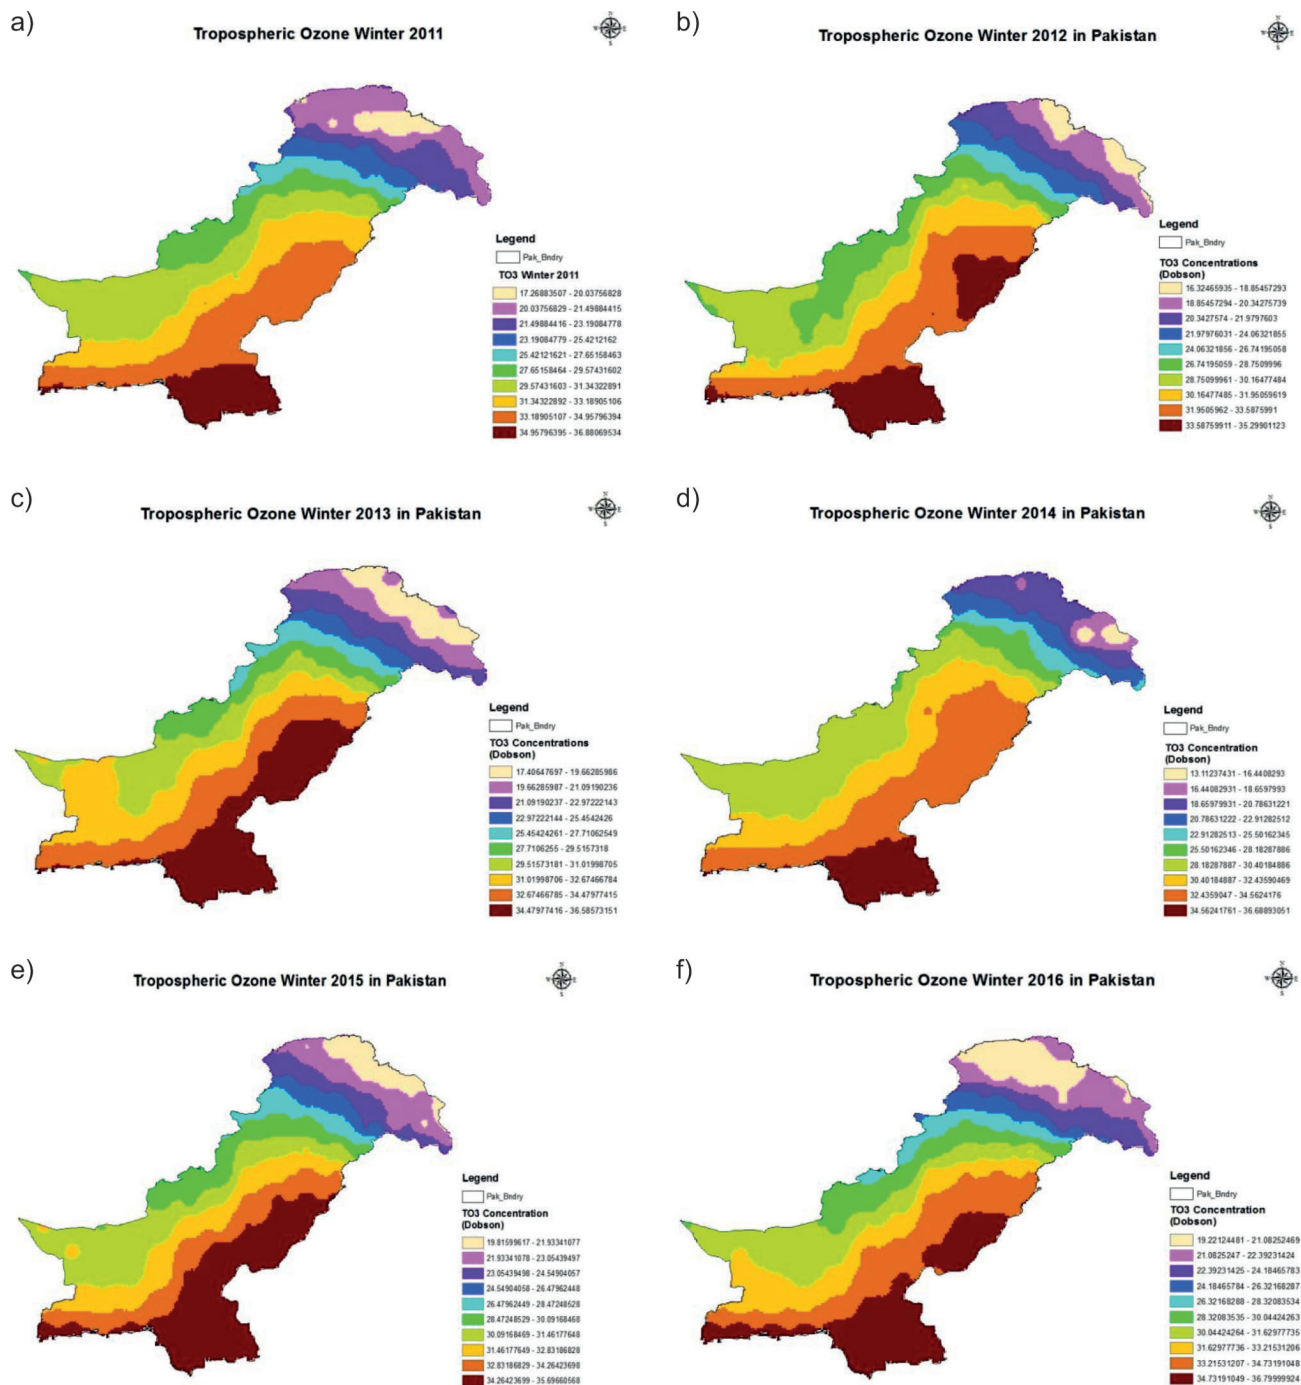 a)
Tropospheric Ozone Winter 2011
N
W E
S
Legend
Pak_Bndry
TO3 Winter 2011
17.26883507 - 20.03756828
20.03756829 - 21.49884415
21.49884416 - 23.19084778
23.19084779 - 25.4212162
25.42121621 - 27.65158463
27.65158464 - 29.57431602
29.57431603 - 31.34322891
31.34322892 - 33.18905106
33.18905107 - 34.95796394
34.95796395 - 36.88069534
b)
Tropospheric Ozone Winter 2012 in Pakistan
N
W E
S
Legend
Pak_Bndry
TO3 Concentrations
(Dobson)
16.32465935 - 18.85457293
18.85457294 - 20.34275739
20.3427574 - 21.9797603
21.97976031 - 24.06321855
24.06321856 - 26.74195058
26.74195059 - 28.7509996
28.75099961 - 30.16477484
30.16477485 - 31.95059619
31.9505962 - 33.5875991
33.58759911 - 35.29901123
c)
Tropospheric Ozone Winter 2013 in Pakistan
N
W E
S
Legend
Pak_Bndry
TO3 Concentrations
(Dobson)
17.40647697 - 19.66285986
19.66285987 - 21.09190236
21.09190237 - 22.97222143
22.97222144 - 25.4542426
25.45424261 - 27.71062549
27.7106255 - 29.5157318
29.51573181 - 31.01998705
31.01998706 - 32.67466784
32.67466785 - 34.47977415
34.47977416 - 36.58573151
d)
Tropospheric Ozone Winter 2014 in Pakistan
N
W E
S
Legend
Pak_Bndry
TO3 Concentration
(Dobson)
13.11237431 - 16.4408293
16.44082931 - 18.6597993
18.65979931 - 20.78631221
20.78631222 - 22.91282512
22.91282513 - 25.50162345
25.50162346 - 28.18287886
28.18287887 - 30.40184886
30.40184887 - 32.43590469
32.4359047 - 34.5624176
34.56241761 - 36.68893051
e)
Tropospheric Ozone Winter 2015 in Pakistan
N
W E
S
Legend
Pak_Bndry
TO3 Concentration
(Dobson)
19.81599617 - 21.93341077
21.93341078 - 23.05439497
23.05439498 - 24.54904057
24.54904058 - 26.47962448
26.47962449 - 28.47248528
28.47248529 - 30.09168468
30.09168469 - 31.46177648
31.46177649 - 32.83186828
32.83186829 - 34.26423698
34.26423699 - 35.69660568
f)
Tropospheric Ozone Winter 2016 in Pakistan
N
W E
S
Legend
Pak_Bndry
TO3 Concentration
(Dobson)
19.22124481 - 21.08252469
21.0825247 - 22.39231424
22.39231425 - 24.18465783
24.18465784 - 26.32168287
26.32168288 - 28.32083534
28.32083535 - 30.04424263
30.04424264 - 31.62977735
31.62977736 - 33.21531206
33.21531207 - 34.73191048
34.73191049 - 36.79999924